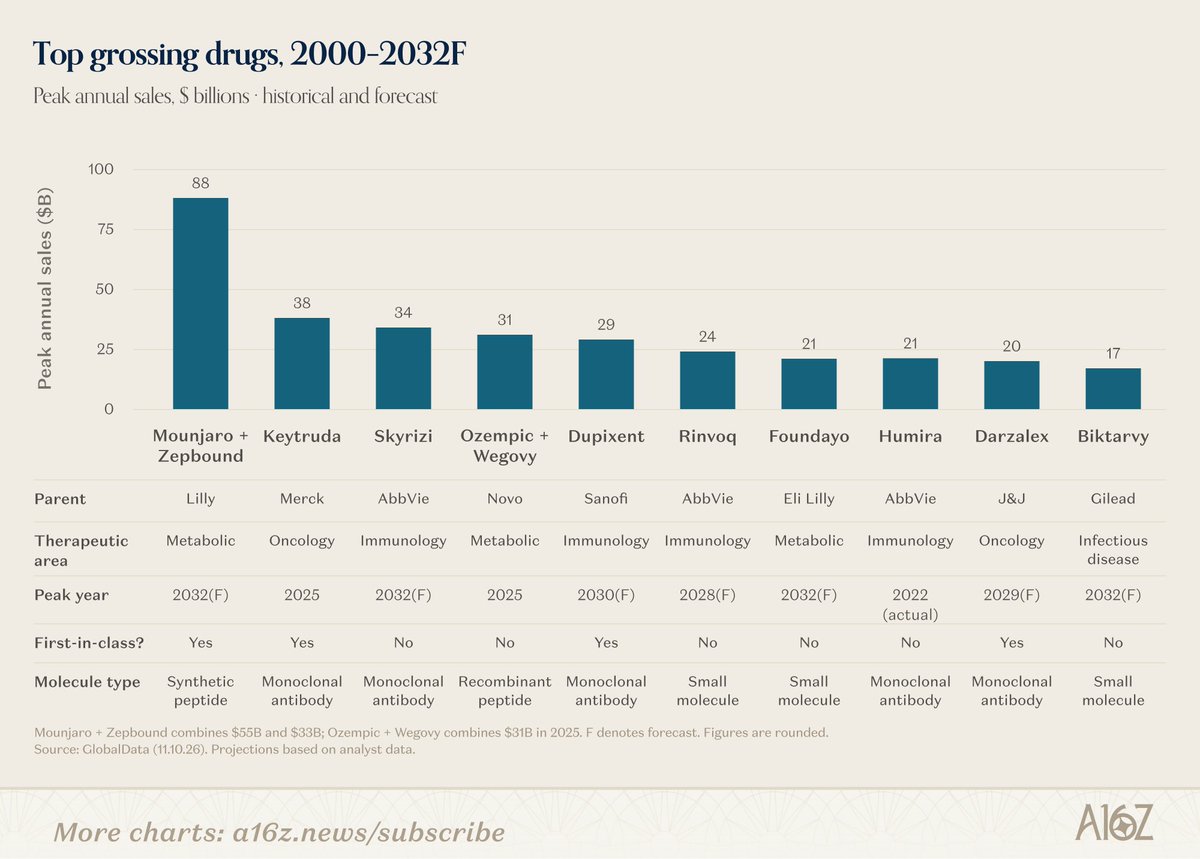 Top grossing drugs, 2000–2032F
Peak annual sales, $ billions · historical and forecast
Peak annual sales ($B)
100
75
50
25
0
88
38
34
31
29
24
21
21
20
17
Mounjaro + Zepbound
Keytruda
Skyrizi
Ozempic + Wegovy
Dupixent
Rinvoq
Foundayo
Humira
Darzalex
Biktarvy
Parent Lilly Merck AbbVie Novo Sanofi AbbVie Eli Lilly AbbVie J&J Gilead
Therapeutic area Metabolic Oncology Immunology Metabolic Immunology Immunology Metabolic Immunology Oncology Infectious disease
Peak year 2032(F) 2025 2032(F) 2025 2030(F) 2028(F) 2032(F) 2022 (actual) 2029(F) 2032(F)
First-in-class? Yes Yes No No Yes No No No Yes No
Molecule type Synthetic peptide Monoclonal antibody Monoclonal antibody Recombinant peptide Monoclonal antibody Small molecule Small molecule Monoclonal antibody Monoclonal antibody Small molecule
Mounjaro + Zepbound combines $55B and $33B; Ozempic + Wegovy combines $31B in 2025. F denotes forecast. Figures are rounded.
Source: GlobalData (11.10.26). Projections based on analyst data.
More charts: a16z.news/subscribe
A16Z